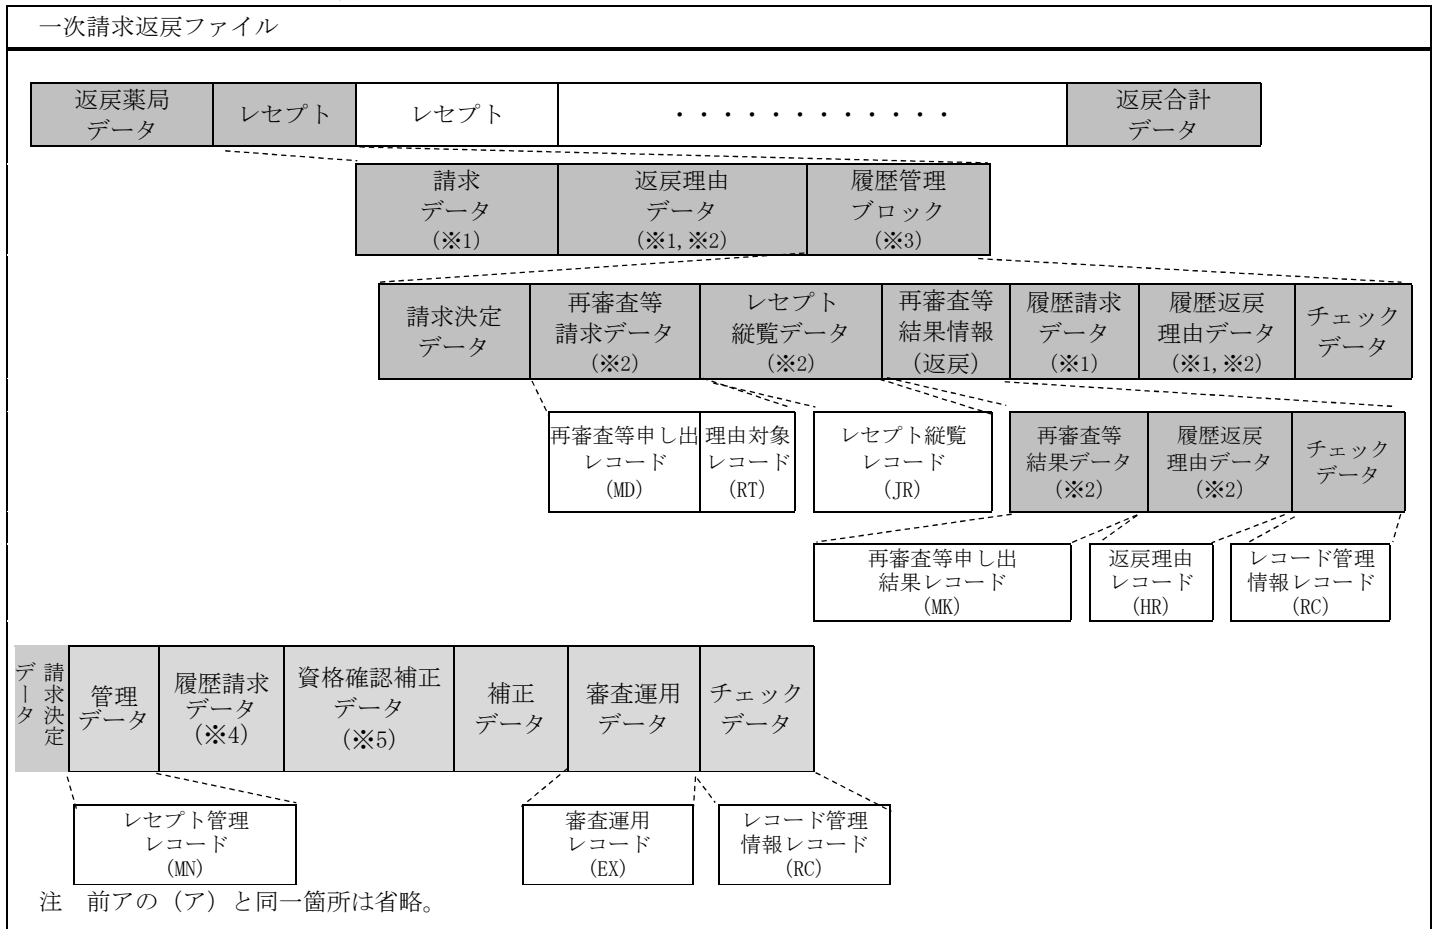 一次請求返戻ファイル
返戻薬局
データ
レセプト
レセプト
・・・・・・・・・・・・
返戻合計
データ
請求
データ
(※1)
返戻理由
データ
(※1,※2)
履歴管理
ブロック
(※3)
請求決定
データ
再審査等
請求データ
(※2)
レセプト
縦覧データ
(※2)
再審査等
結果情報
(返戻)
履歴請求
データ
(※1)
履歴返戻
理由データ
(※1,※2)
チェック
データ
再審査等申し出
レコード
(MD)
理由対象
レコード
(RT)
レセプト縦覧
レコード
(JR)
再審査等
結果データ
(※2)
履歴返戻
理由データ
(※2)
チェック
データ
再審査等申し出
結果レコード
(MK)
返戻理由
レコード
(HR)
レコード管理
情報レコード
(RC)
請求決定
データ
管理
データ
履歴請求
データ
(※4)
資格確認補正
データ
(※5)
補正
データ
審査運用
データ
チェック
データ
レセプト管理
レコード
(MN)
審査運用
レコード
(EX)
レコード管理
情報レコード
(RC)
注　前アの（ア）と同一箇所は省略。